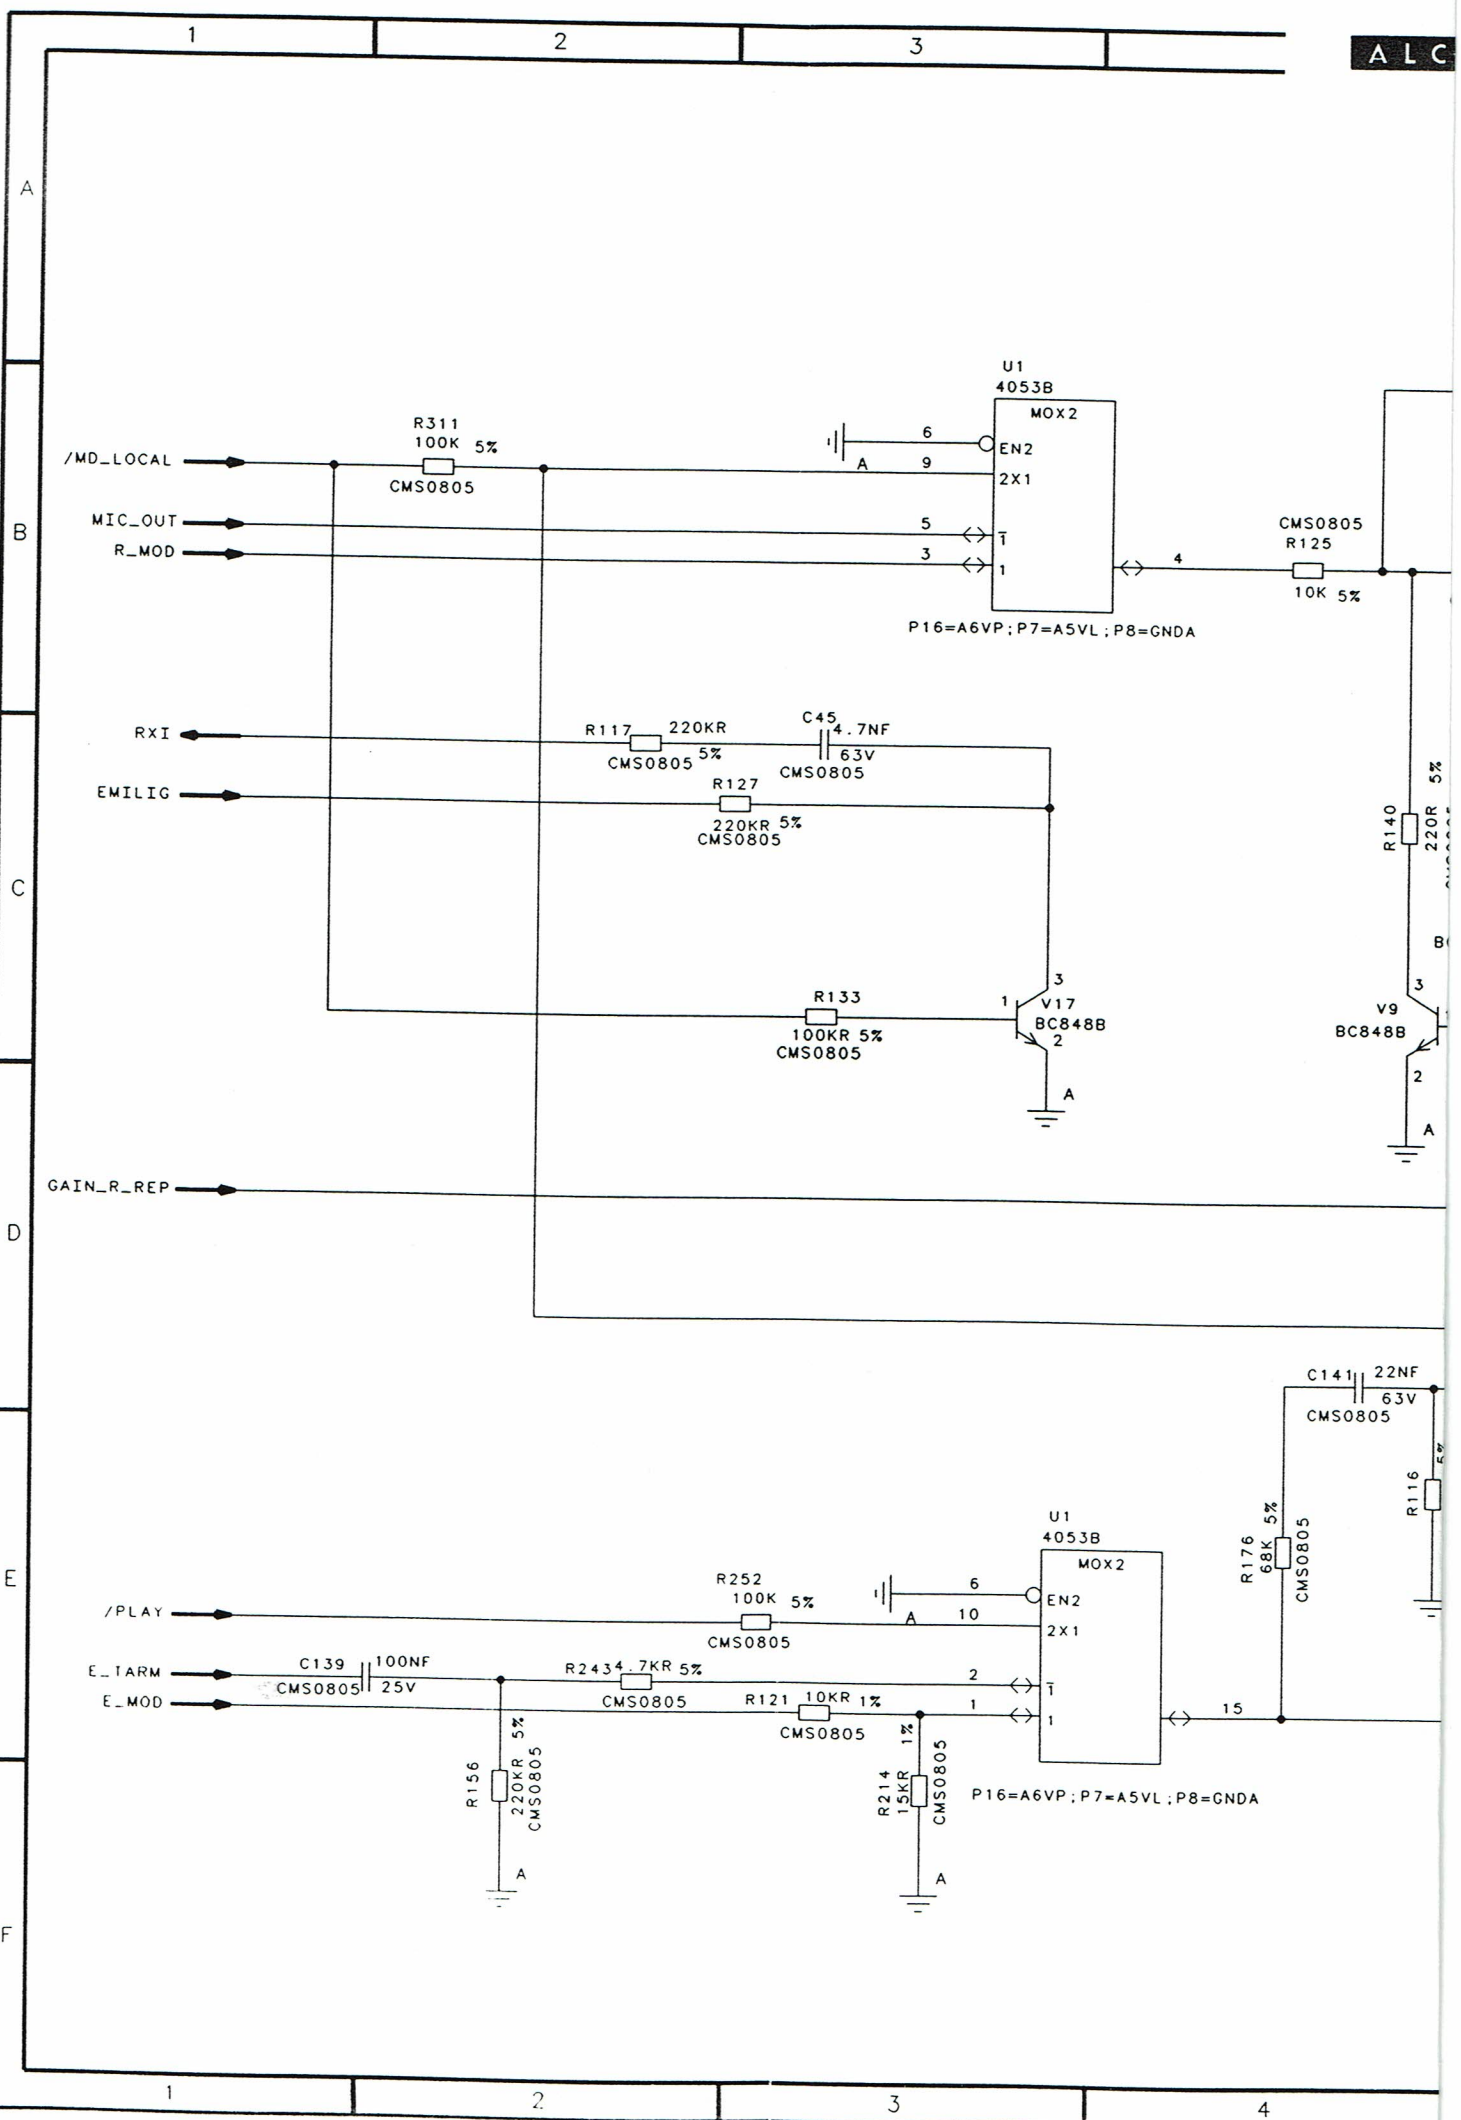 1 2 3
ALC
A
U1
4053B
MOX2
R311
100K 5%
/MD_LOCAL
CMS0805
6
EN2
A 9
2X1
MIC_OUT
5
1
R_MOD
3
1
4
CMS0805
R125
10K 5%
B
P16=A6VP;P7=A5VL;P8=GNDA
RXI
R117 220KR
5%
CMS0805
C45 4.7NF
63V
CMS0805
EMILIG
R127
220KR 5%
CMS0805
R140
220R 5%
C
R133
100KR 5%
CMS0805
1
3
V17
BC848B
2
A
3
V9
BC848B
2
A
GAIN_R_REP
D
C141 22NF
63V
CMS0805
R176
68K 5%
CMS0805
R116
5%
U1
4053B
MOX2
E
/PLAY
R252
100K 5%
CMS0805
6
EN2
A 10
2X1
E_TARM
C139 100NF
CMS0805 25V
R243 4.7KR 5%
CMS0805
2
1
E_MOD
R121 10KR 1%
CMS0805
1
1
15
R156
220KR 5%
CMS0805
A
R214
15KR 1%
CMS0805
A
P16=A6VP;P7=A5VL;P8=GNDA
F
1 2 3 4